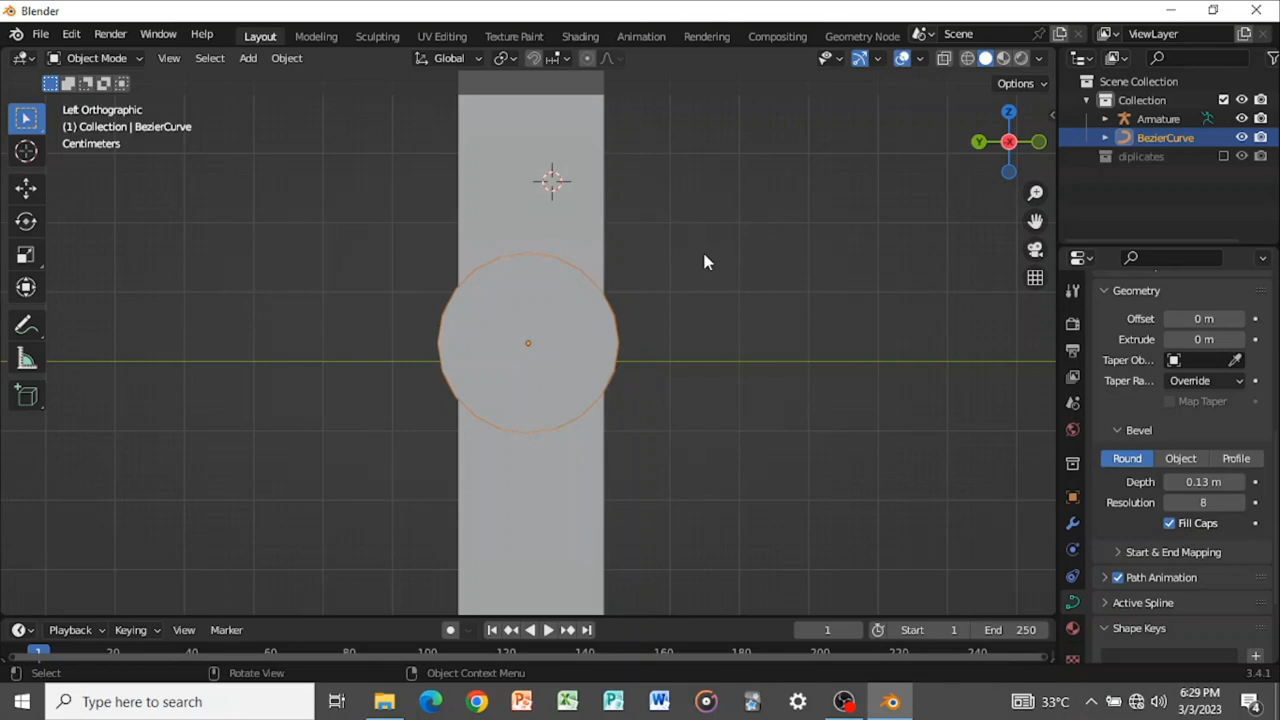 Blender
File Edit Render Window Help Layout Modeling Sculpting UV Editing Texture Paint Shading Animation Rendering Compositing Geometry Node Scene ViewLayer
Object Mode View Select Add Object Global
Options
Left Orthographic
(1) Collection | BezierCurve
Centimeters
Z
Y
X
Scene Collection
Collection
Armature
BezierCurve
diplicates
Geometry
Offset 0 m
Extrude 0 m
Taper Ob...
Taper Ra... Override
Map Taper
Bevel
Round Object Profile
Depth 0.13 m
Resolution 8
Fill Caps
Start & End Mapping
Path Animation
Active Spline
Shape Keys
Playback Keying View Marker 1 Start 1 End 250
1 20 40 60 80 100 120 140 160 180 200 220 240
Select Rotate View Object Context Menu 3.4.1
Type here to search 33°C 6:29 PM
3/3/2023 4